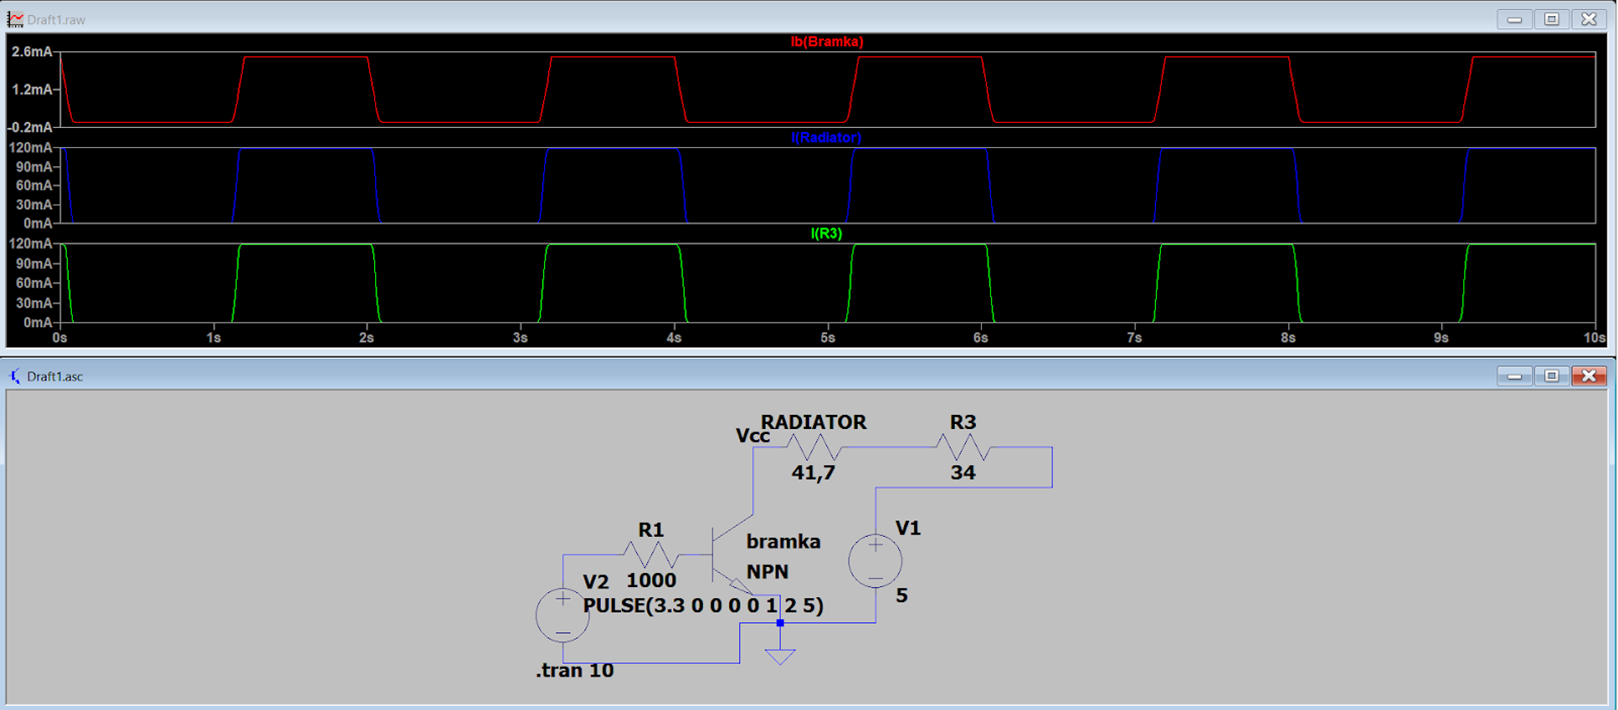 Draft1.raw
Ib(Bramka)
2.6mA
1.2mA
-0.2mA
I(Radiator)
120mA
90mA
60mA
30mA
0mA
I(R3)
120mA
90mA
60mA
30mA
0mA
0s 1s 2s 3s 4s 5s 6s 7s 8s 9s 10s
Draft1.asc
RADIATOR R3
Vcc
41,7 34
R1 V1
bramka
NPN
V2 1000
5
PULSE(3.3 0 0 0 0 1 2 5)
.tran 10